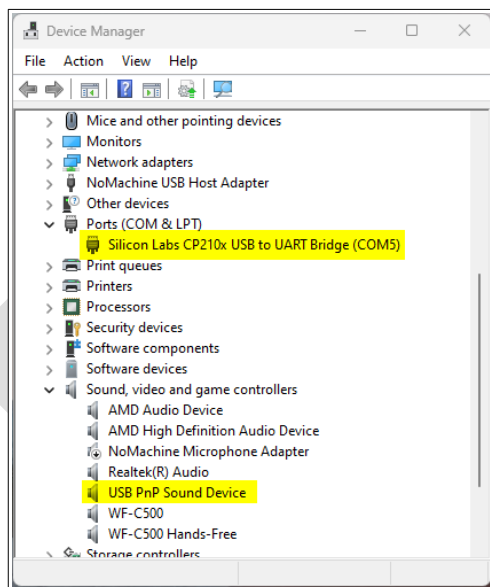 Device Manager
File Action View Help
Mice and other pointing devices
Monitors
Network adapters
NoMachine USB Host Adapter
Other devices
Ports (COM & LPT)
Silicon Labs CP210x USB to UART Bridge (COM5)
Print queues
Printers
Processors
Security devices
Software components
Software devices
Sound, video and game controllers
AMD Audio Device
AMD High Definition Audio Device
NoMachine Microphone Adapter
Realtek(R) Audio
USB PnP Sound Device
WF-C500
WF-C500 Hands-Free
Storage controllers